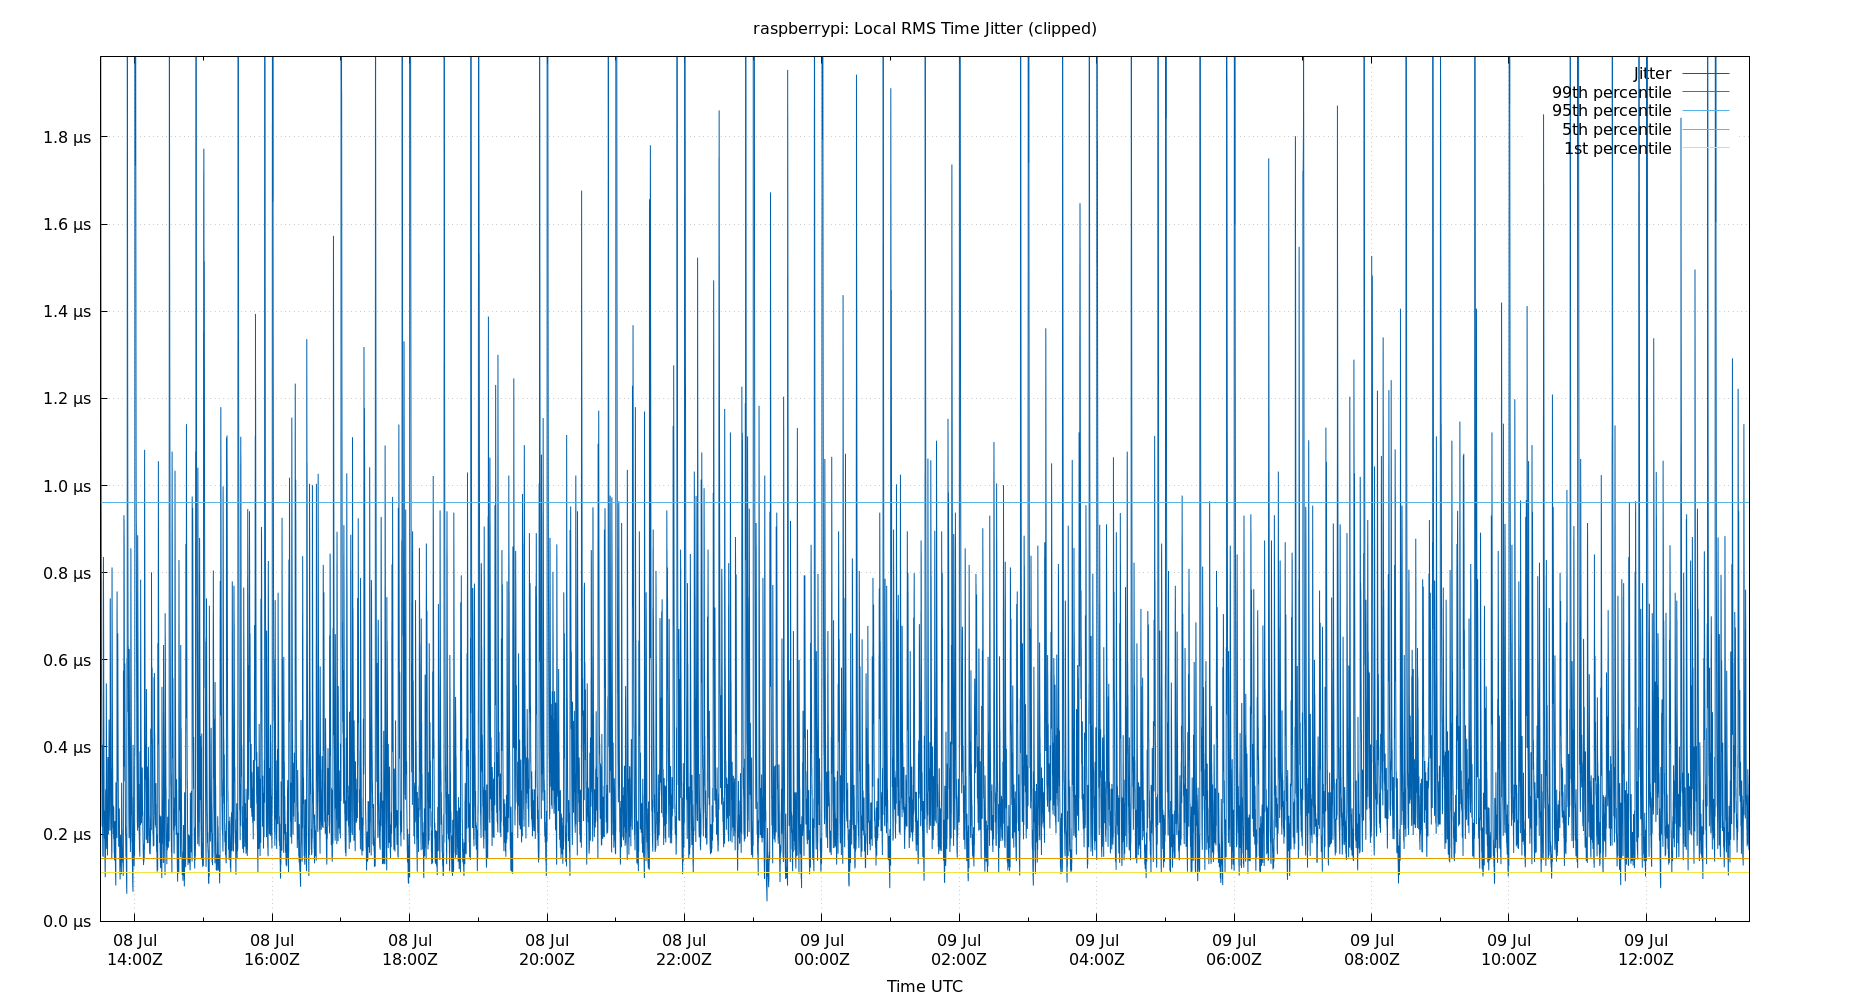 raspberrypi: Local RMS Time Jitter (clipped)
Jitter
99th percentile
95th percentile
5th percentile
1st percentile
1.8 µs
1.6 µs
1.4 µs
1.2 µs
1.0 µs
0.8 µs
0.6 µs
0.4 µs
0.2 µs
0.0 µs
08 Jul 08 Jul 08 Jul 08 Jul 08 Jul 09 Jul 09 Jul 09 Jul 09 Jul 09 Jul 09 Jul 09 Jul
14:00Z 16:00Z 18:00Z 20:00Z 22:00Z 00:00Z 02:00Z 04:00Z 06:00Z 08:00Z 10:00Z 12:00Z
Time UTC